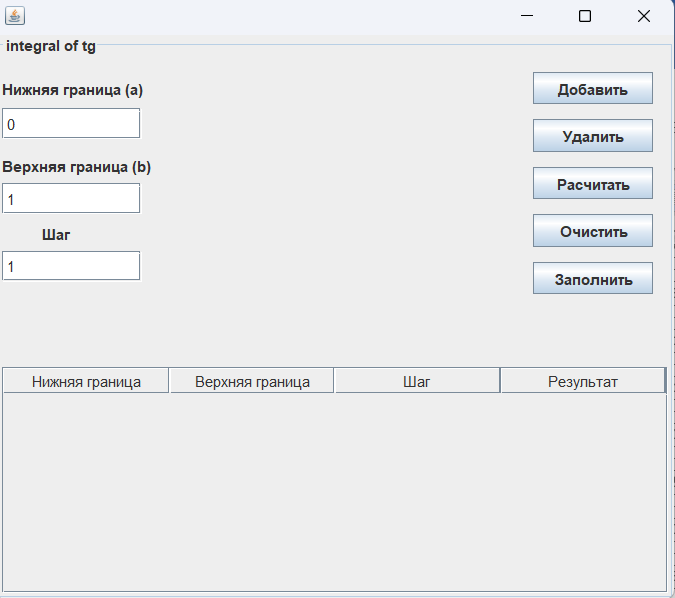 integral of tg
Нижняя граница (a)
0
Верхняя граница (b)
1
Шаг
1
Добавить
Удалить
Расчитать
Очистить
Заполнить
Нижняя граница Верхняя граница Шаг Результат